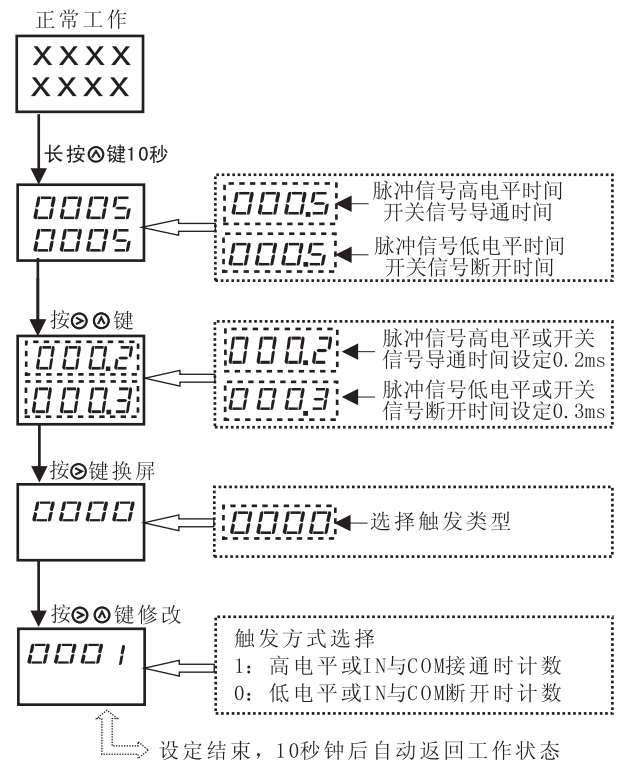 正常工作
XXXX
XXXX
长按键10秒
0005
0005
000.5
脉冲信号高电平时间
开关信号导通时间
000.5
脉冲信号低电平时间
开关信号断开时间
按键
000.2
000.3
000.2
脉冲信号高电平或开关
信号导通时间设定0.2ms
000.3
脉冲信号低电平或开关
信号断开时间设定0.3ms
按键换屏
0000
0000
选择触发类型
按键修改
0001
触发方式选择
1: 高电平或IN与COM接通时计数
0: 低电平或IN与COM断开时计数
设定结束,10秒钟后自动返回工作状态